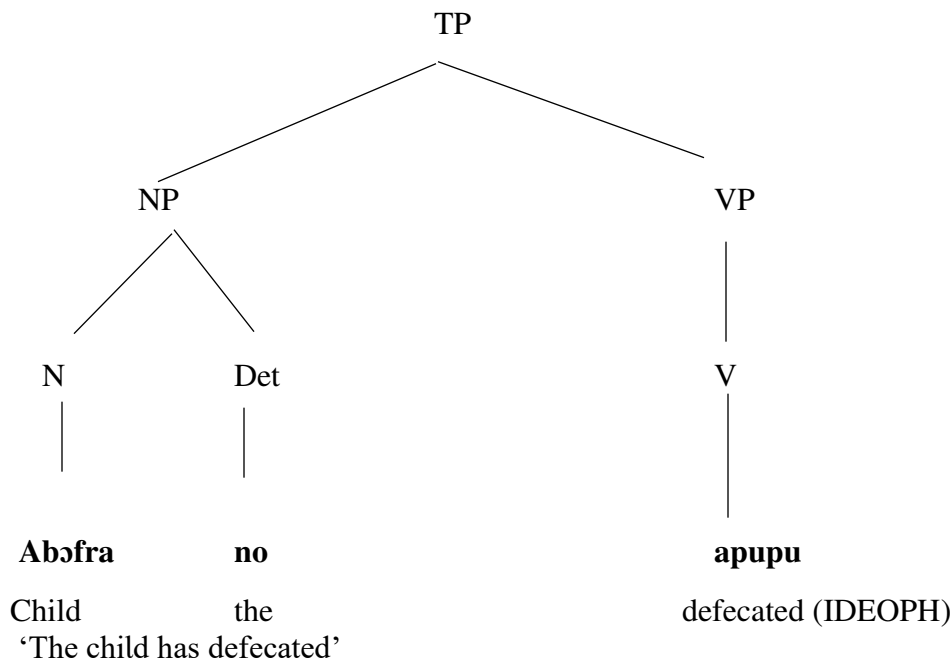 TP
NP VP
N Det V
Abɔfra no apupu
Child the defecated (IDEOPH)
‘The child has defecated’